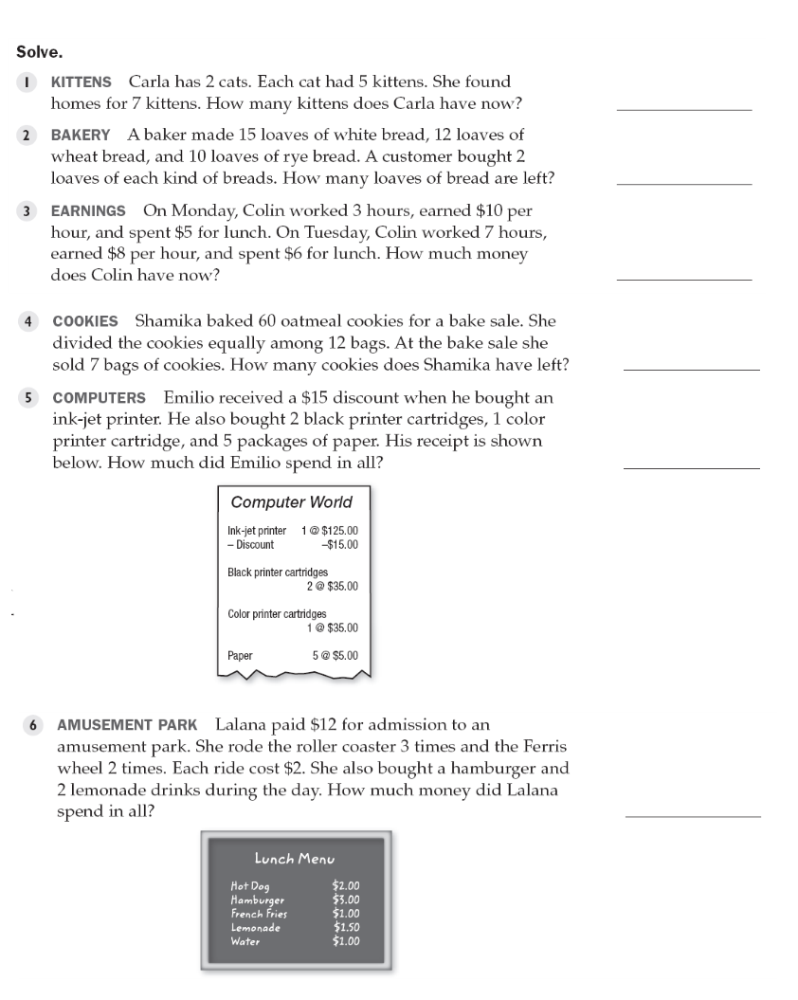 Solve.
1 KITTENS Carla has 2 cats. Each cat had 5 kittens. She found
homes for 7 kittens. How many kittens does Carla have now?
2 BAKERY A baker made 15 loaves of white bread, 12 loaves of
wheat bread, and 10 loaves of rye bread. A customer bought 2
loaves of each kind of breads. How many loaves of bread are left?
3 EARNINGS On Monday, Colin worked 3 hours, earned $10 per
hour, and spent $5 for lunch. On Tuesday, Colin worked 7 hours,
earned $8 per hour, and spent $6 for lunch. How much money
does Colin have now?
4 COOKIES Shamika baked 60 oatmeal cookies for a bake sale. She
divided the cookies equally among 12 bags. At the bake sale she
sold 7 bags of cookies. How many cookies does Shamika have left?
5 COMPUTERS Emilio received a $15 discount when he bought an
ink-jet printer. He also bought 2 black printer cartridges, 1 color
printer cartridge, and 5 packages of paper. His receipt is shown
below. How much did Emilio spend in all?
Computer World
Ink-jet printer 1 @ $125.00
– Discount –$15.00
Black printer cartridges
2 @ $35.00
Color printer cartridges
1 @ $35.00
Paper 5 @ $5.00
6 AMUSEMENT PARK Lalana paid $12 for admission to an
amusement park. She rode the roller coaster 3 times and the Ferris
wheel 2 times. Each ride cost $2. She also bought a hamburger and
2 lemonade drinks during the day. How much money did Lalana
spend in all?
Lunch Menu
Hot Dog $2.00
Hamburger $3.00
French Fries $1.00
Lemonade $1.50
Water $1.00